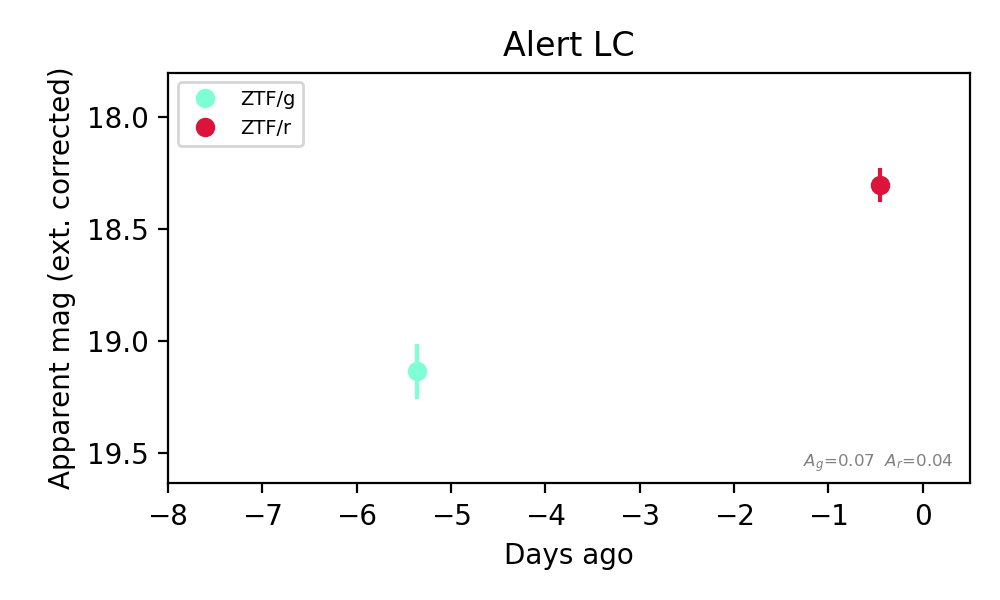 Alert LC
ZTF/g
ZTF/r
Apparent mag (ext. corrected)
18.0
18.5
19.0
19.5
A_g=0.07 A_r=0.04
−8 −7 −6 −5 −4 −3 −2 −1 0
Days ago